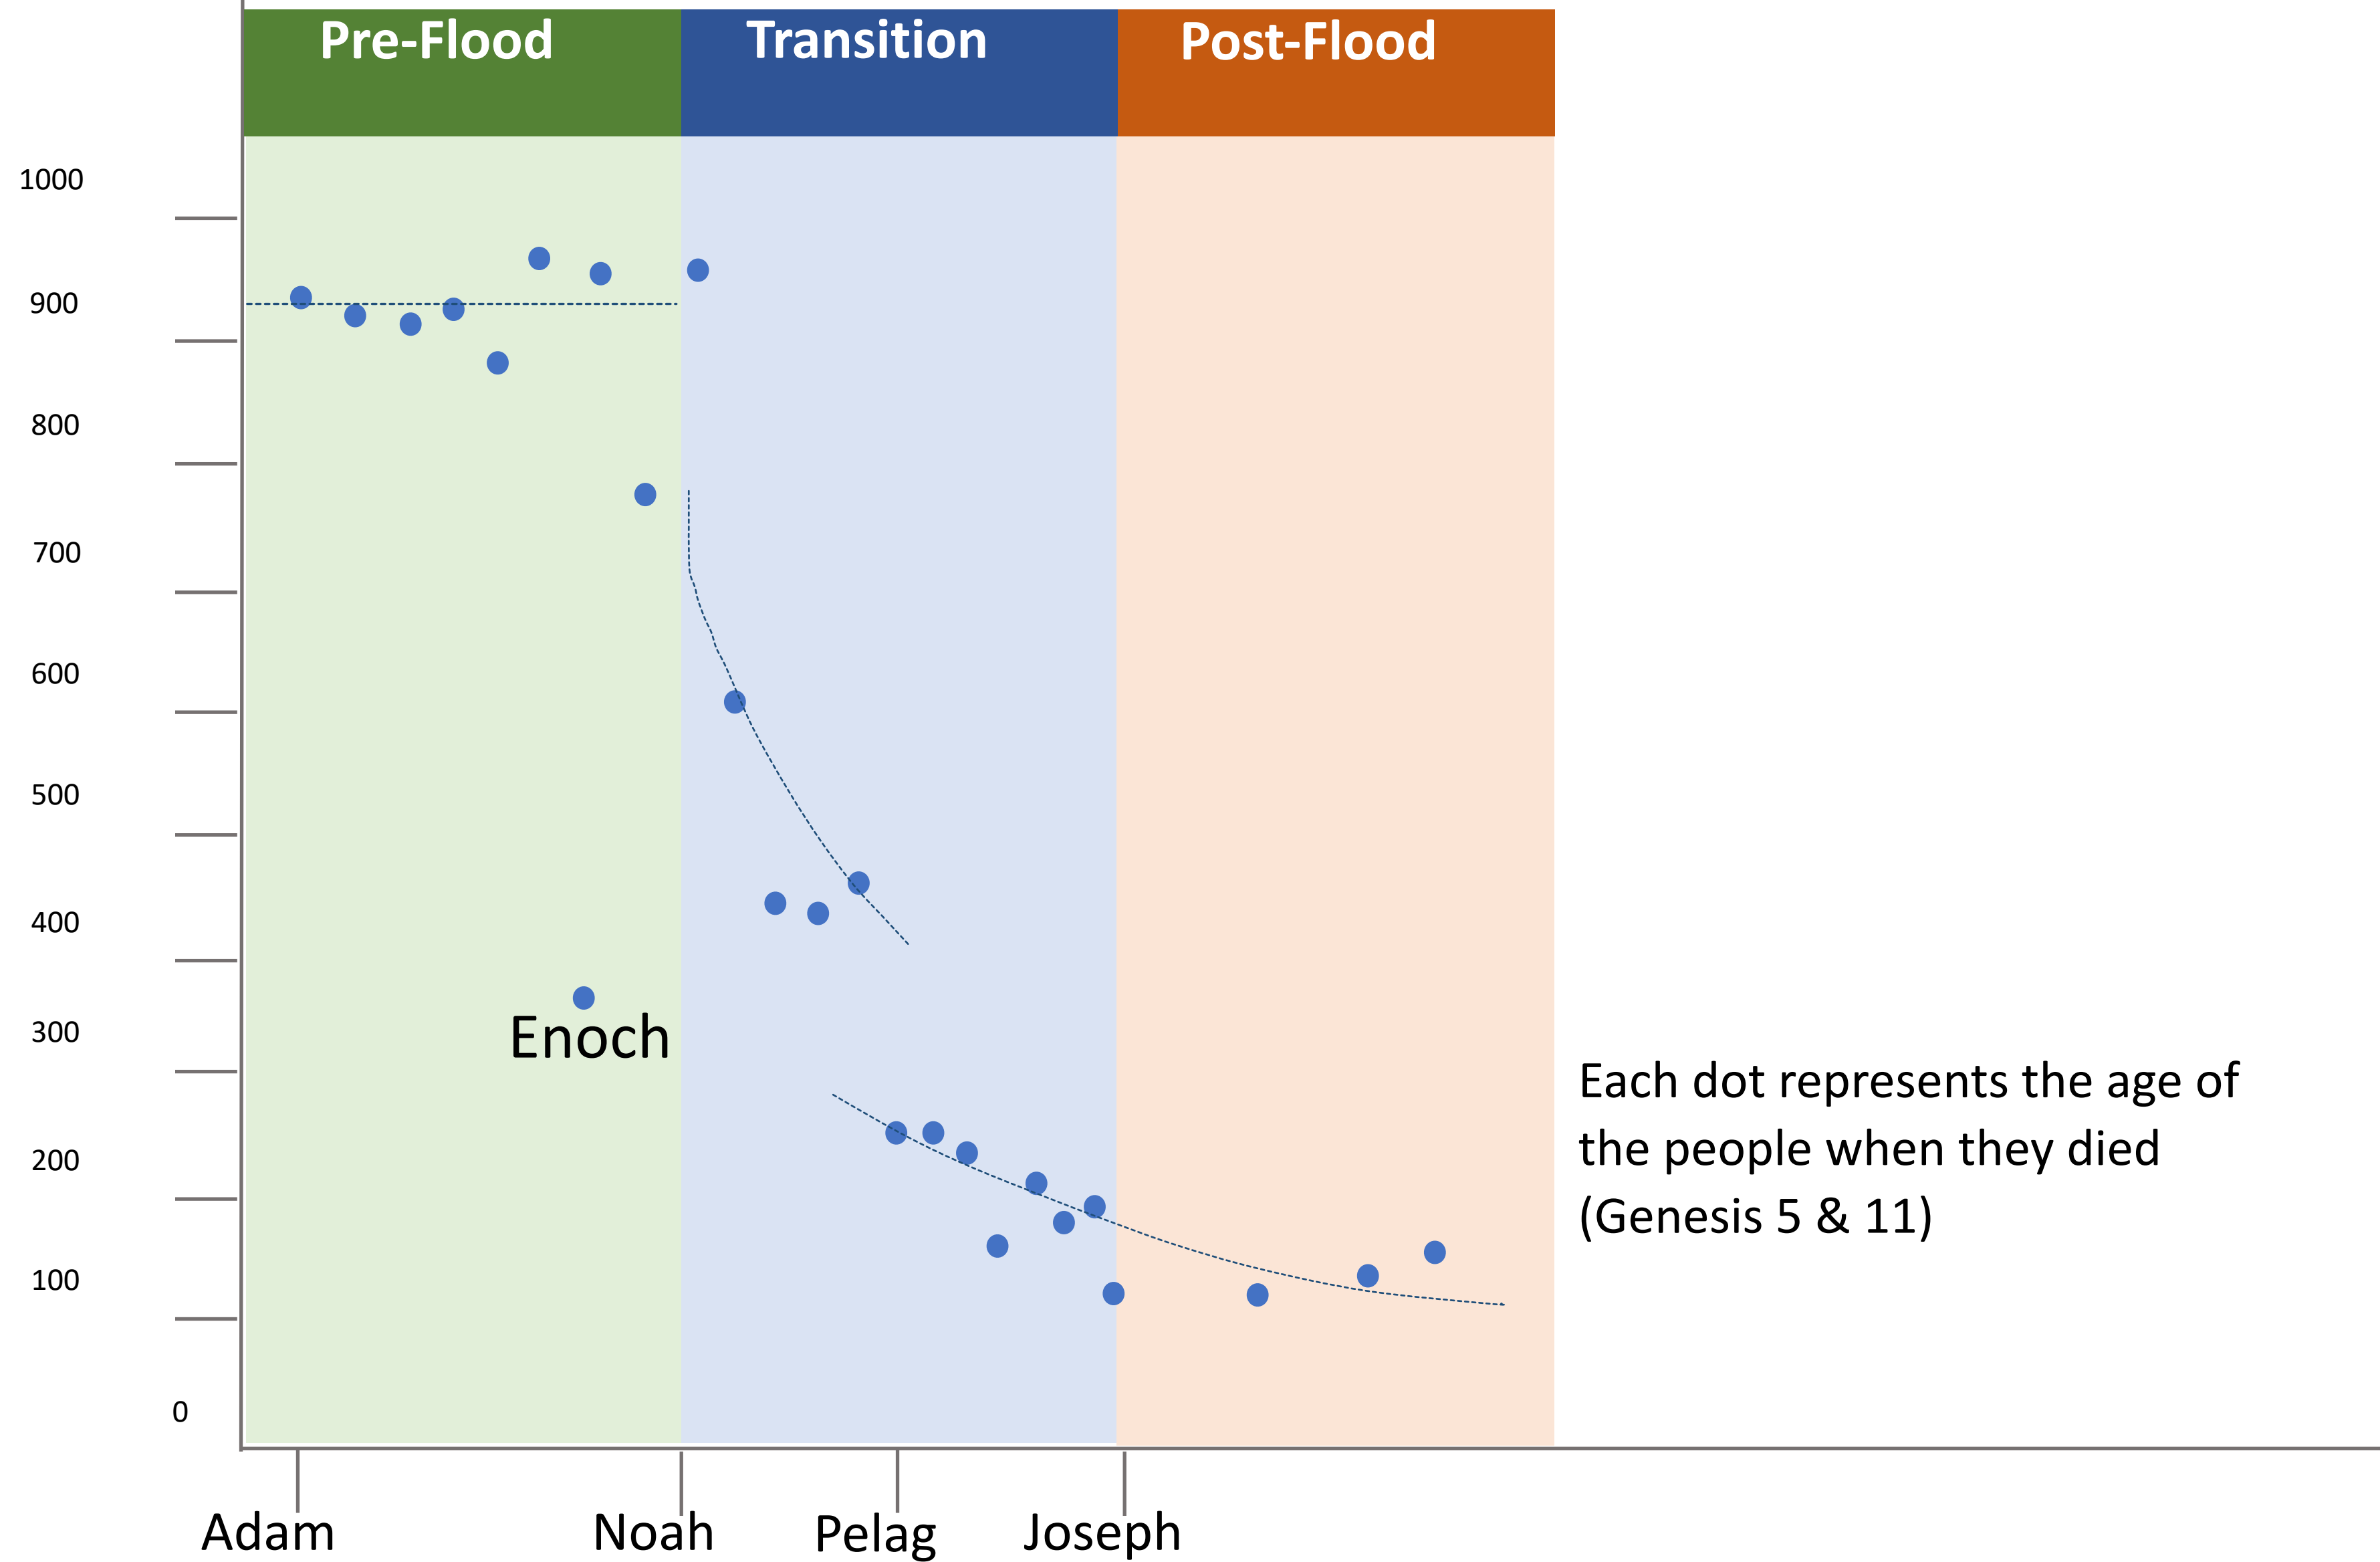 Pre-Flood
Transition
Post-Flood
1000
900
800
700
600
500
400
300
200
100
0
Enoch
Each dot represents the age of
the people when they died
(Genesis 5 & 11)
Adam
Noah
Pelag
Joseph